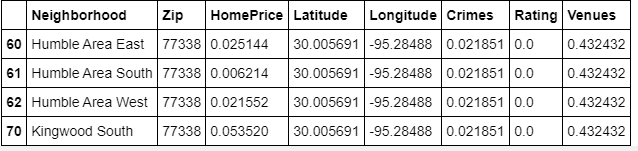 Neighborhood Zip HomePrice Latitude Longitude Crimes Rating Venues
60 Humble Area East 77338 0.025144 30.005691 -95.28488 0.021851 0.0 0.432432
61 Humble Area South 77338 0.006214 30.005691 -95.28488 0.021851 0.0 0.432432
62 Humble Area West 77338 0.021552 30.005691 -95.28488 0.021851 0.0 0.432432
70 Kingwood South 77338 0.053520 30.005691 -95.28488 0.021851 0.0 0.432432